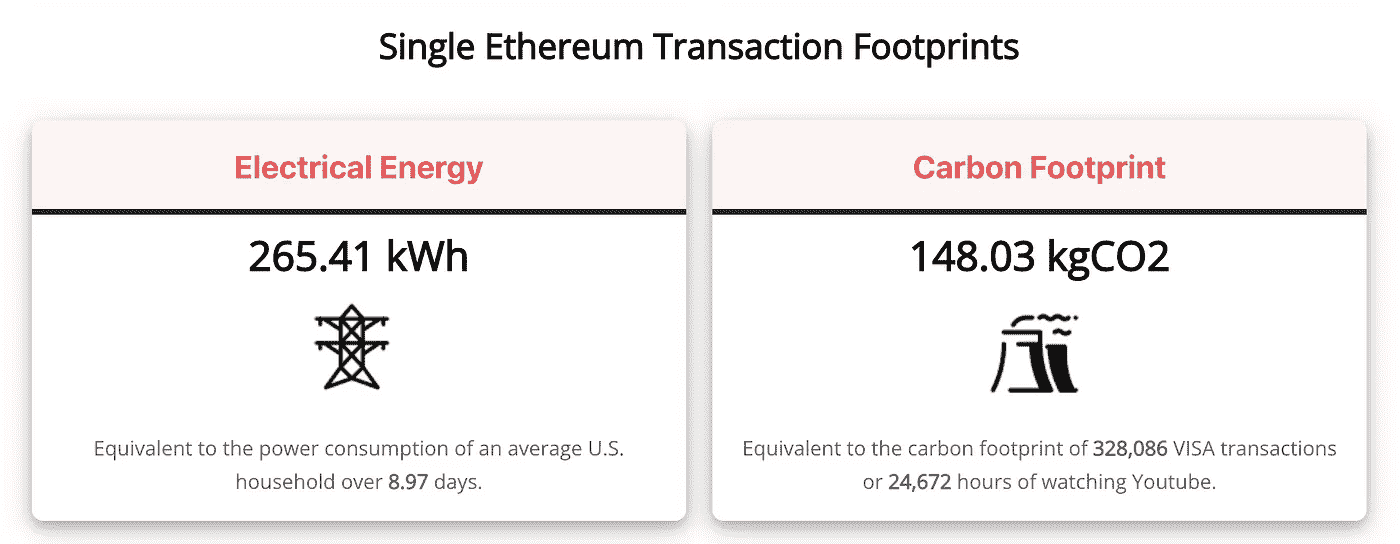 Single Ethereum Transaction Footprints
Electrical Energy
265.41 kWh
Equivalent to the power consumption of an average U.S.
household over 8.97 days.
Carbon Footprint
148.03 kgCO2
Equivalent to the carbon footprint of 328,086 VISA transactions
or 24,672 hours of watching Youtube.